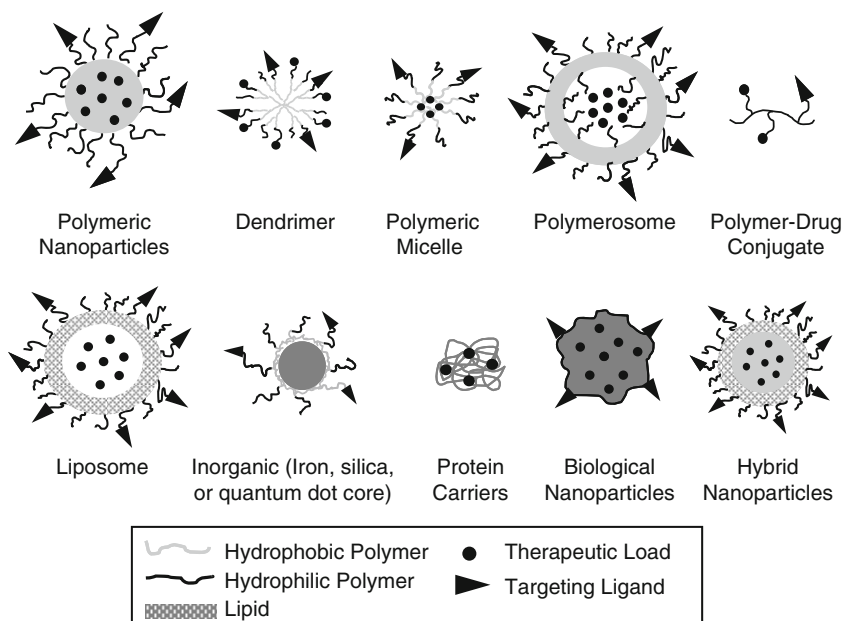 Polymeric
Nanoparticles
Dendrimer
Polymeric
Micelle
Polymerosome
Polymer-Drug
Conjugate
Liposome
Inorganic (Iron, silica,
or quantum dot core)
Protein
Carriers
Biological
Nanoparticles
Hybrid
Nanoparticles
Hydrophobic Polymer
Therapeutic Load
Hydrophilic Polymer
Targeting Ligand
Lipid